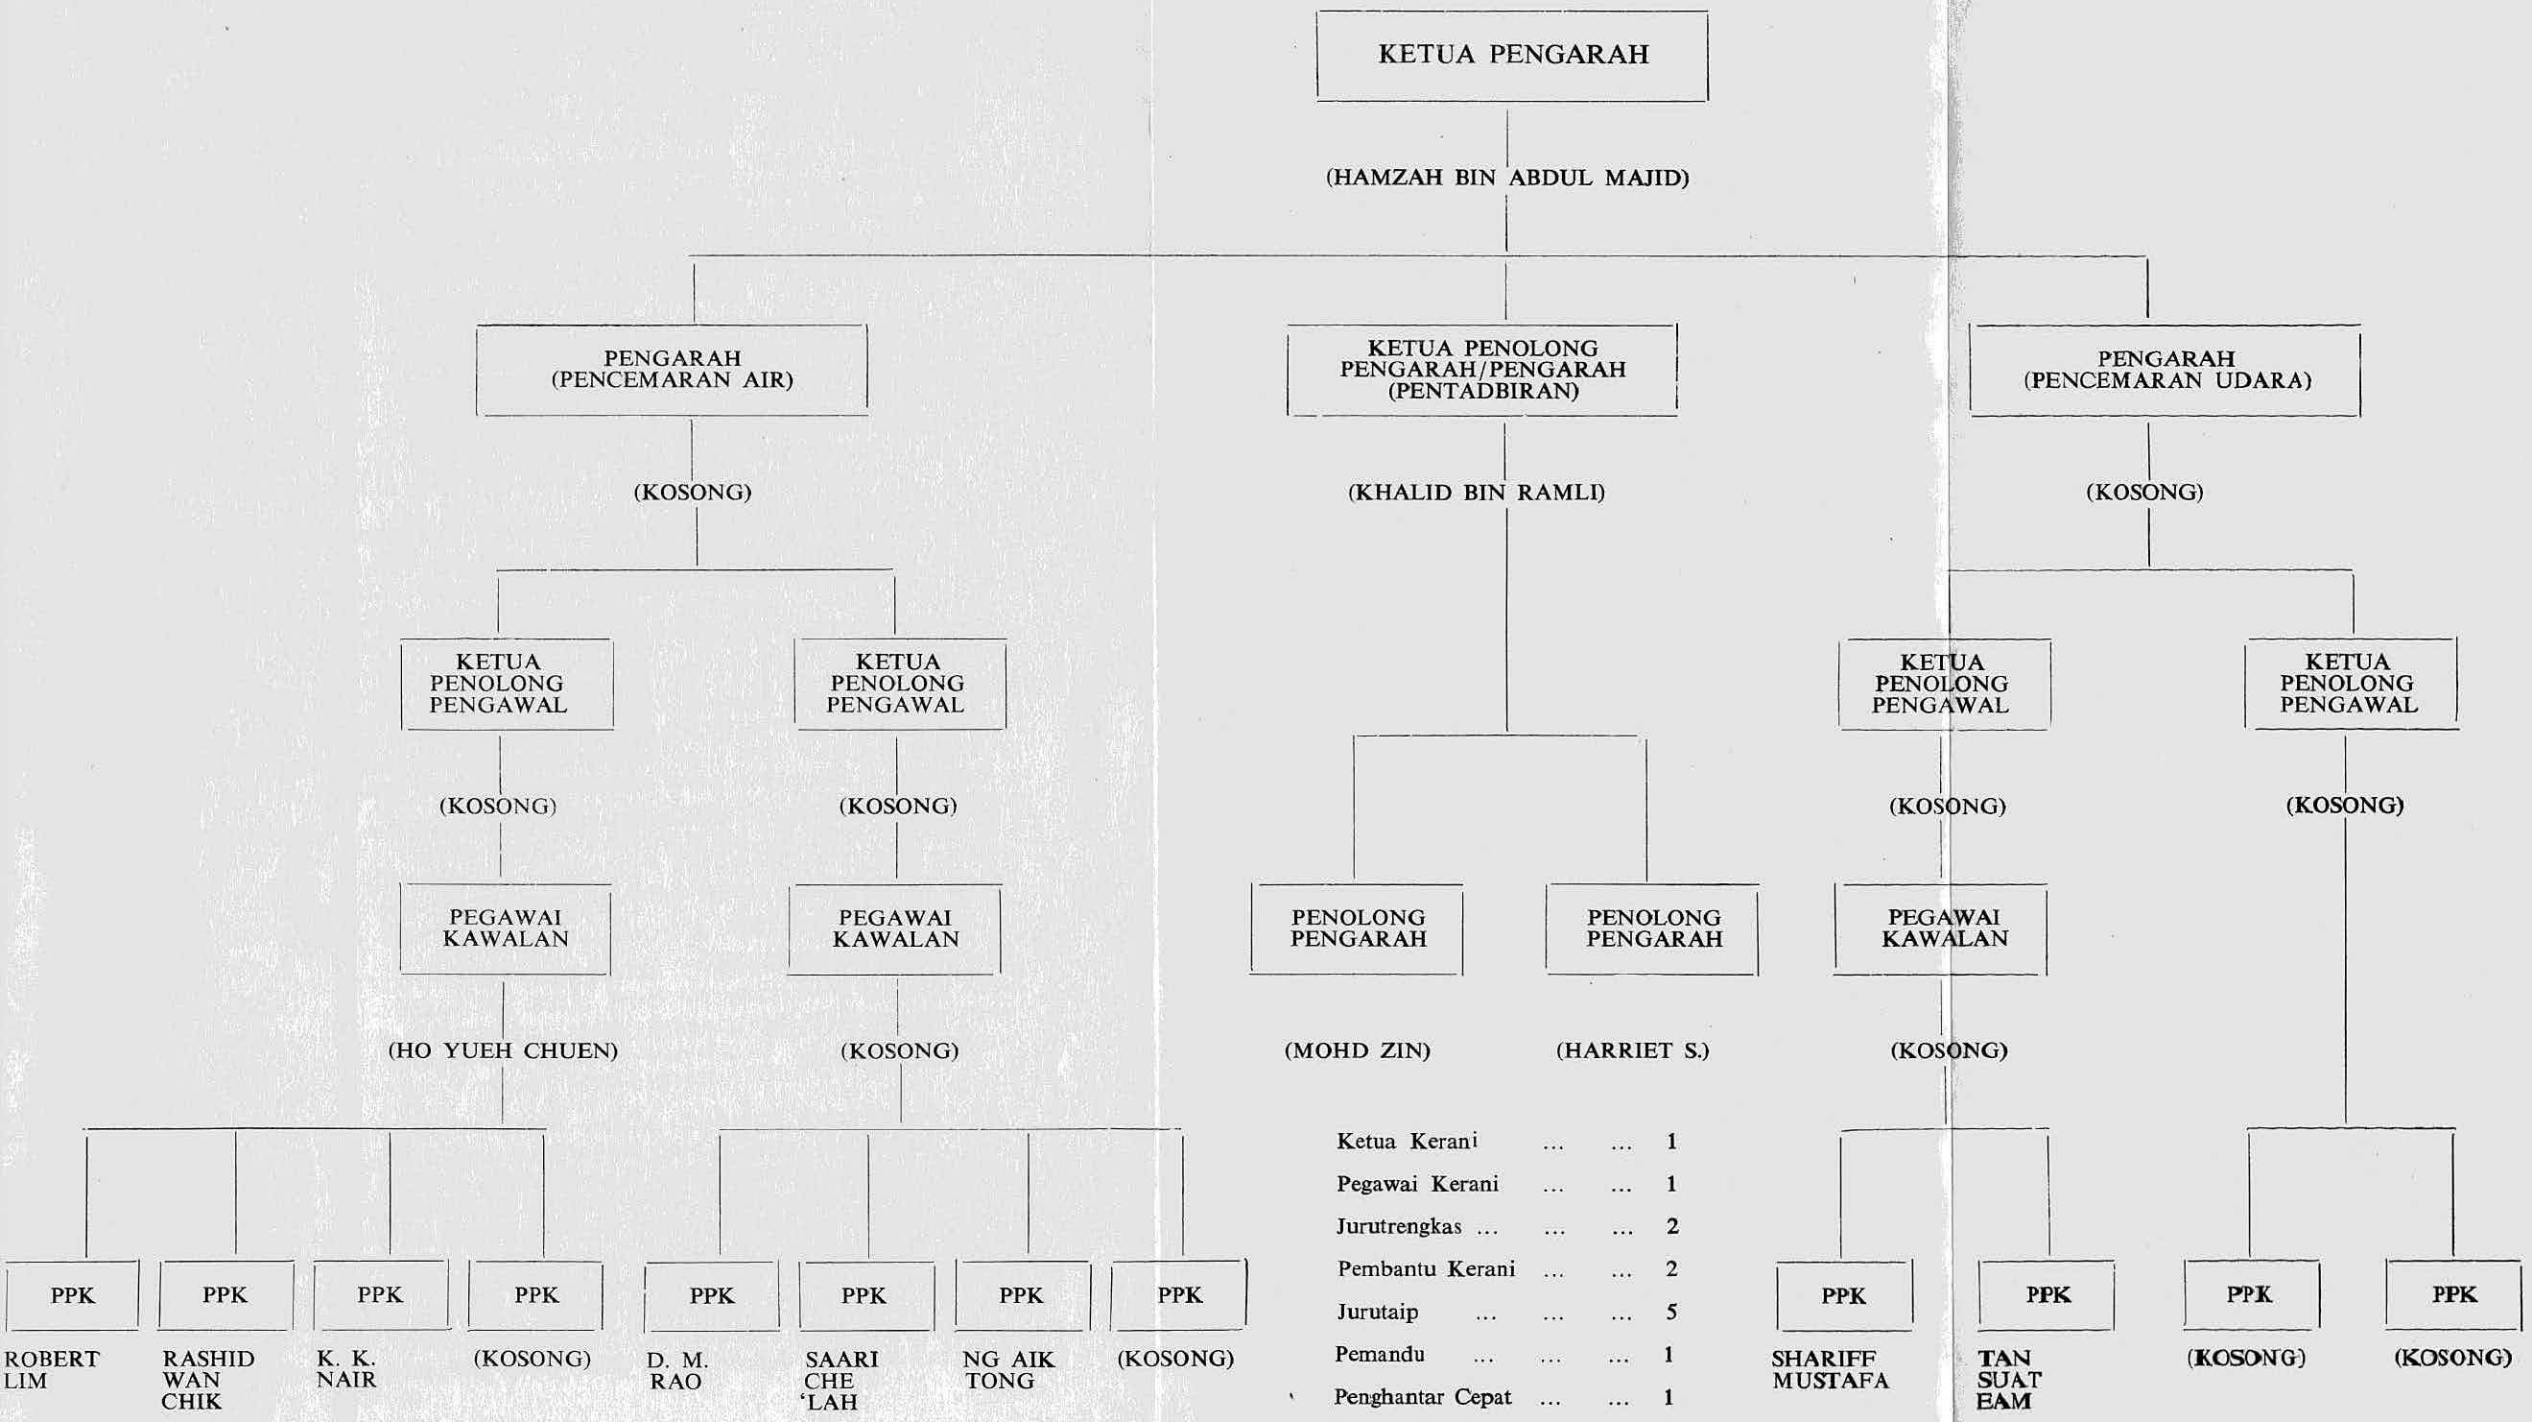 KETUA PENGARAH
(HAMZAH BIN ABDUL MAJID)
PENGARAH
(PENCEMARAN AIR)
(KOSONG)
KETUA PENOLONG
PENGARAH/PENGARAH
(PENTADBIRAN)
(KHALID BIN RAMLI)
PENGARAH
(PENCEMARAN UDARA)
(KOSONG)
KETUA
PENOLONG
PENGAWAL
(KOSONG)
KETUA
PENOLONG
PENGAWAL
(KOSONG)
KETUA
PENOLONG
PENGAWAL
(KOSONG)
KETUA
PENOLONG
PENGAWAL
(KOSONG)
PEGAWAI
KAWALAN
(HO YUEH CHUEN)
PEGAWAI
KAWALAN
(KOSONG)
PENOLONG
PENGARAH
(MOHD ZIN)
PENOLONG
PENGARAH
(HARRIET S.)
PEGAWAI
KAWALAN
(KOSONG)
Ketua Kerani ... ... 1
Pegawai Kerani ... ... 1
Jurutrengkas ... ... ... 2
Pembantu Kerani ... ... 2
Jurutaip ... ... ... 5
Pemandu ... ... ... 1
Penghantar Cepat ... ... 1
PPK
ROBERT
LIM
PPK
RASHID
WAN
CHIK
PPK
K. K.
NAIR
PPK
(KOSONG)
PPK
D. M.
RAO
PPK
SAARI
CHE
‘LAH
PPK
NG AIK
TONG
PPK
(KOSONG)
PPK
SHARIFF
MUSTAFA
PPK
TAN
SUAT
EAM
PPK
(KOSONG)
PPK
(KOSONG)